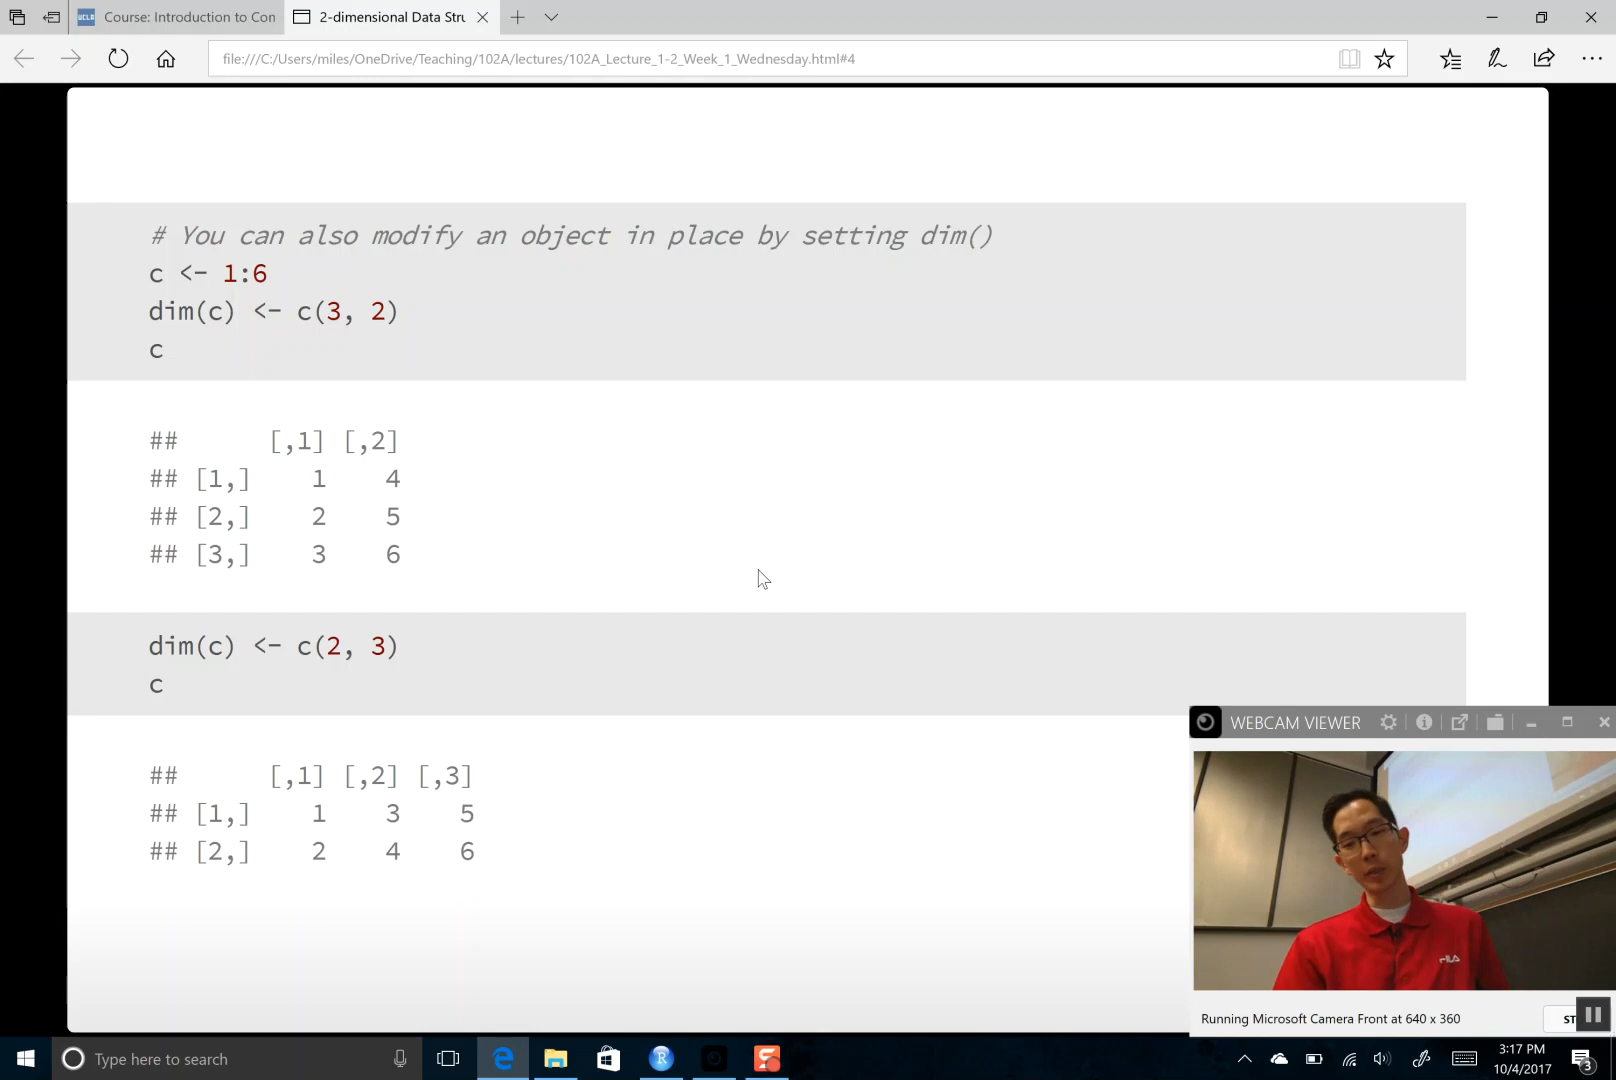 UCLA Course: Introduction to Con
2-dimensional Data Stru
file:///C:/Users/miles/OneDrive/Teaching/102A/lectures/102A_Lecture_1-2_Week_1_Wednesday.html#4
# You can also modify an object in place by setting dim()
c <- 1:6
dim(c) <- c(3, 2)
c
## [,1] [,2]
## [1,] 1 4
## [2,] 2 5
## [3,] 3 6
dim(c) <- c(2, 3)
c
## [,1] [,2] [,3]
## [1,] 1 3 5
## [2,] 2 4 6
WEBCAM VIEWER
FILA
Running Microsoft Camera Front at 640 x 360
ST
Type here to search
R
3:17 PM
10/4/2017
3